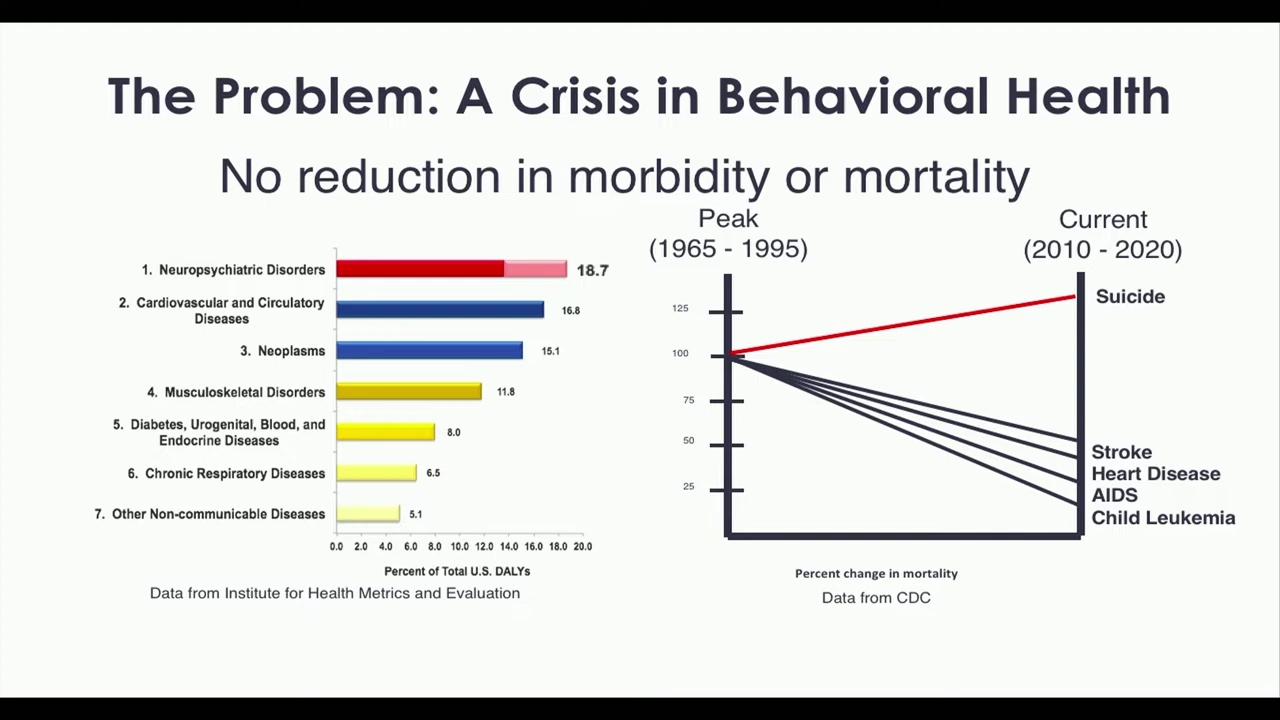 The Problem: A Crisis in Behavioral Health
No reduction in morbidity or mortality
1. Neuropsychiatric Disorders
18.7
2. Cardiovascular and Circulatory
Diseases
16.8
3. Neoplasms
15.1
4. Musculoskeletal Disorders
11.8
5. Diabetes, Urogenital, Blood, and
Endocrine Diseases
8.0
6. Chronic Respiratory Diseases
6.5
7. Other Non-communicable Diseases
5.1
0.0 2.0 4.0 6.0 8.0 10.0 12.0 14.0 16.0 18.0 20.0
Percent of Total U.S. DALYs
Data from Institute for Health Metrics and Evaluation
Peak
(1965 - 1995)
Current
(2010 - 2020)
125
100
75
50
25
Suicide
Stroke
Heart Disease
AIDS
Child Leukemia
Percent change in mortality
Data from CDC